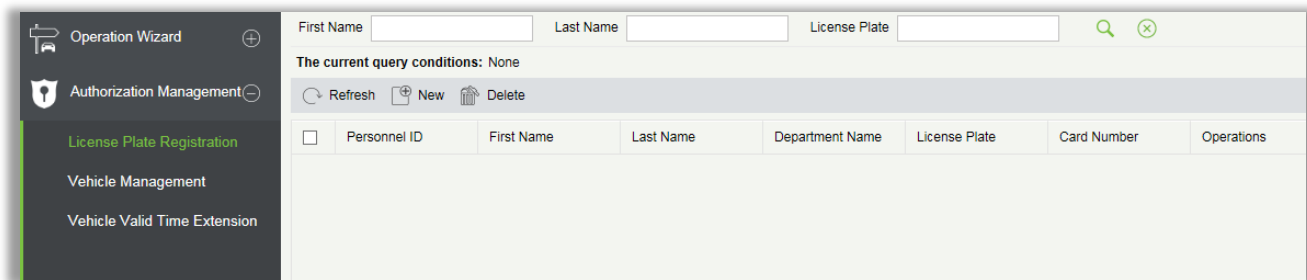 Operation Wizard
Authorization Management
License Plate Registration
Vehicle Management
Vehicle Valid Time Extension
First Name Last Name License Plate
The current query conditions: None
Refresh New Delete
Personnel ID First Name Last Name Department Name License Plate Card Number Operations